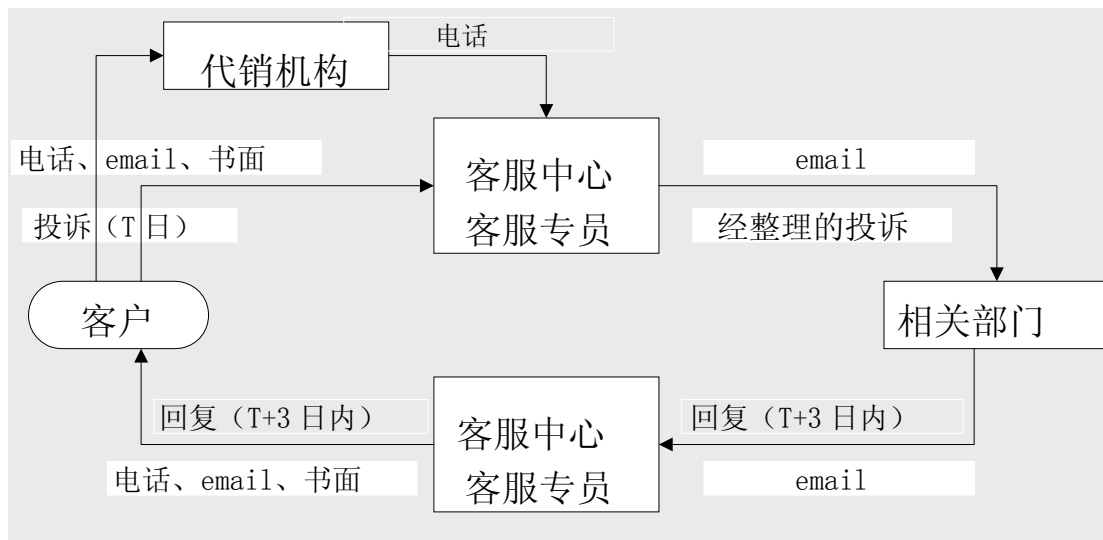 电话
代销机构
电话、email、书面
客服中心
客服专员
email
投诉（T日）
经整理的投诉
客户
相关部门
回复（T+3日内）
客服中心
客服专员
回复（T+3日内）
电话、email、书面
email